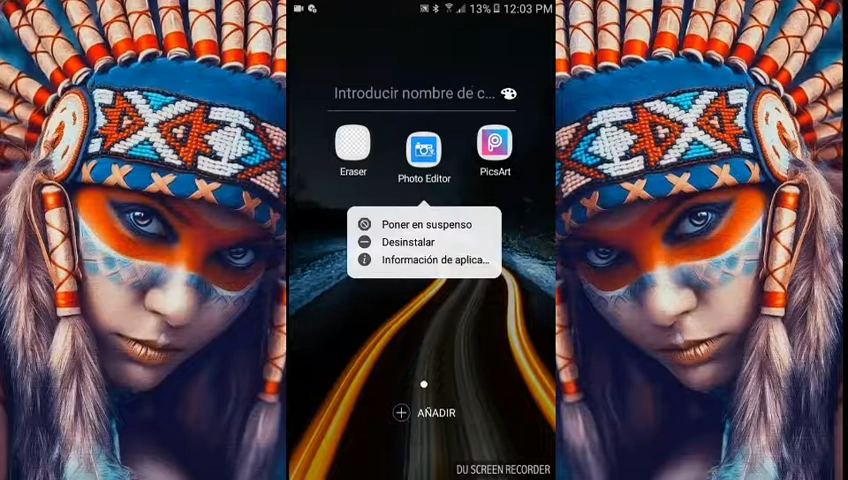 13% 12:03 PM
Introducir nombre de c...
Eraser
Photo Editor
PicsArt
Poner en suspenso
Desinstalar
Información de aplica...
AÑADIR
DU SCREEN RECORDER